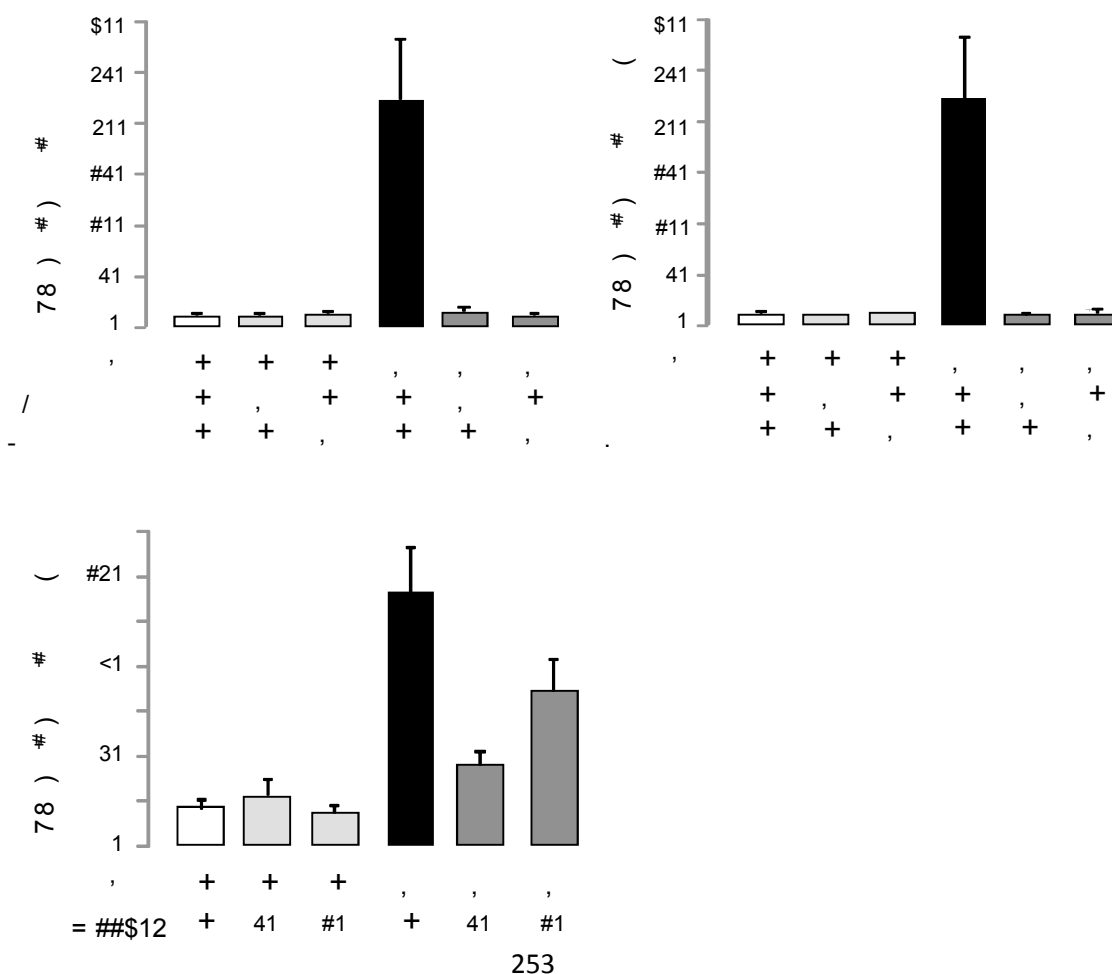 $11
241
211
#41
#11
41
1
78 ) #) ( #
, + + + , , ,
/ + , + + , +
- + + , + + ,
$11
241
211
#41
#11
41
1
78 ) #) ( # (
, + + + , , ,
+ , + + , +
. + + , + + ,
#21
<1
31
1
78 ) #) ( # (
, + + + , , ,
= ##$12 + 41 #1 + 41 #1
253